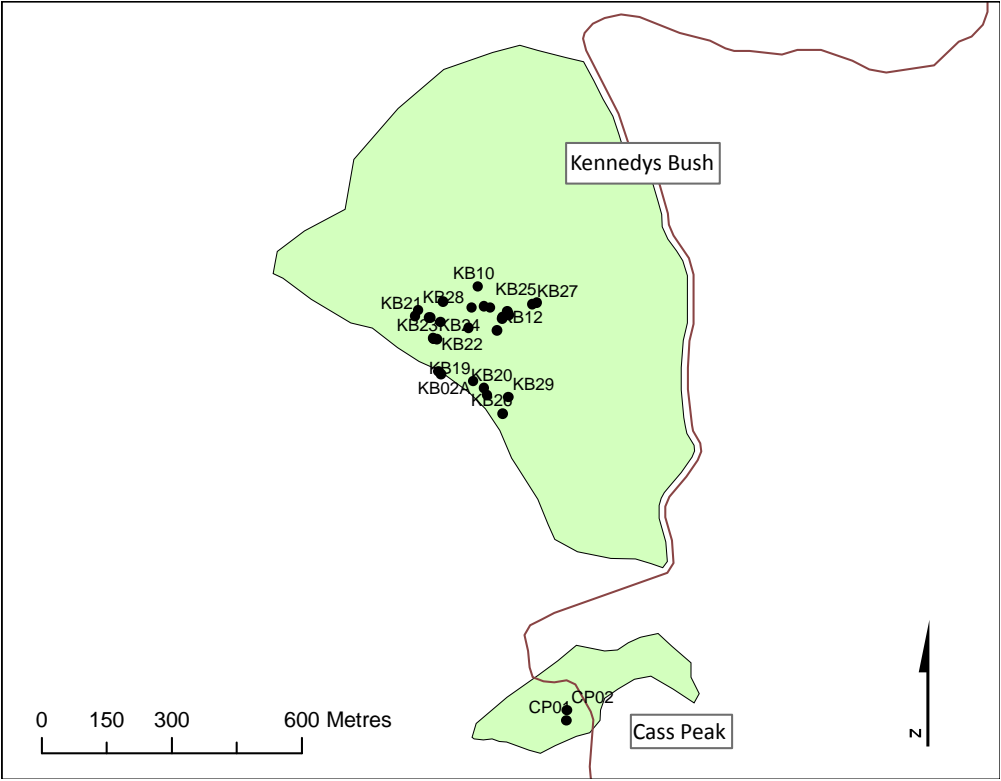 Kennedys Bush
KB10
KB25 KB27
KB21 KB28
KB12
KB23 KB24
KB22
KB19
KB20
KB02A KB29
KB26
CP02
CP01
0 150 300 600 Metres
Cass Peak
N